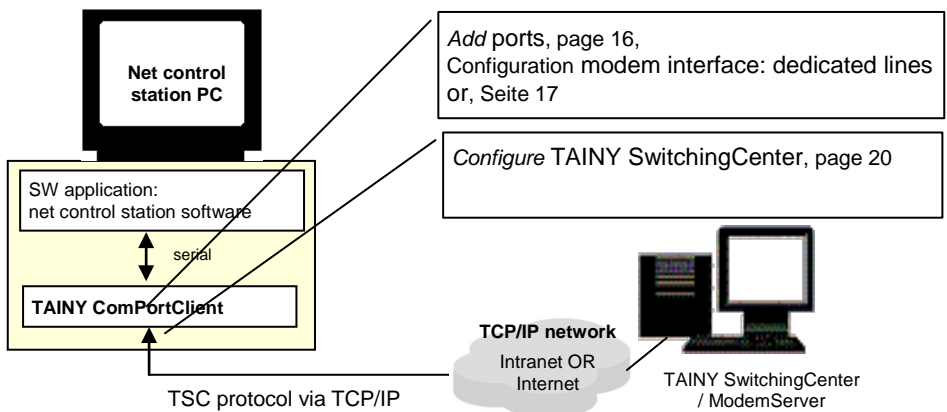 Net control
station PC
Add ports, page 16,
Configuration modem interface: dedicated lines
or, Seite 17
Configure TAINY SwitchingCenter, page 20
SW application:
net control station software
serial
TAINY ComPortClient
TCP/IP network
Intranet OR
Internet
TSC protocol via TCP/IP
TAINY SwitchingCenter
/ ModemServer